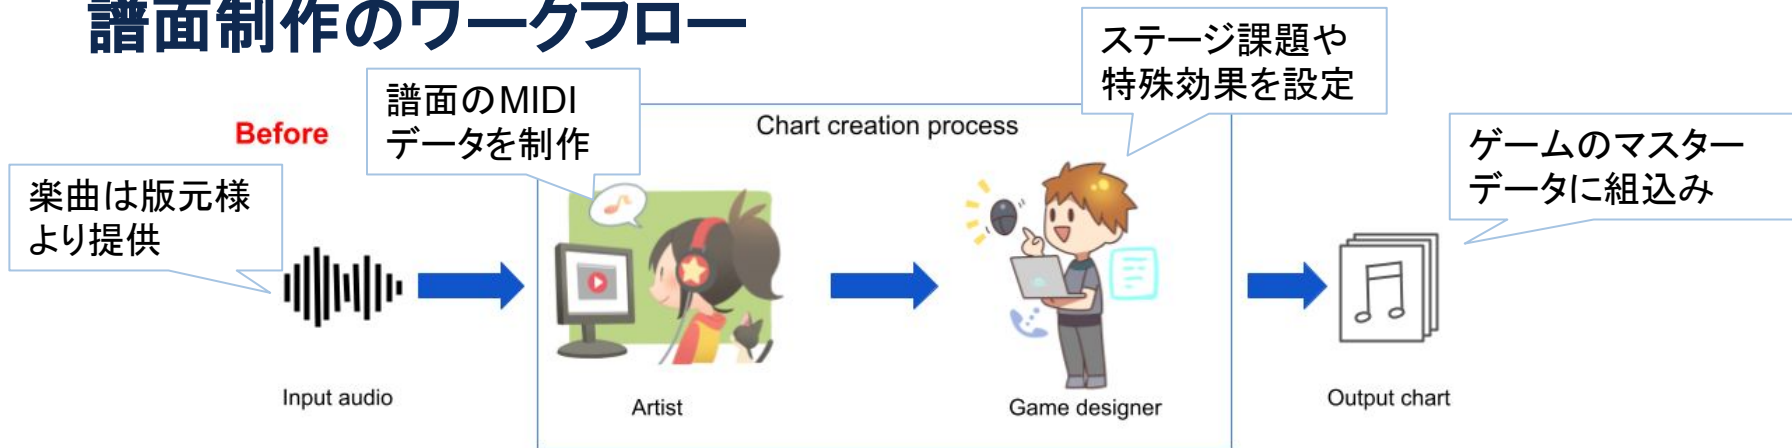 譜面制作のワークフロー
Before
楽曲は版元様
より提供
譜面のMIDI
データを制作
Chart creation process
ステージ課題や
特殊効果を設定
ゲームのマスター
データに組込み
Input audio
Artist
Game designer
Output chart